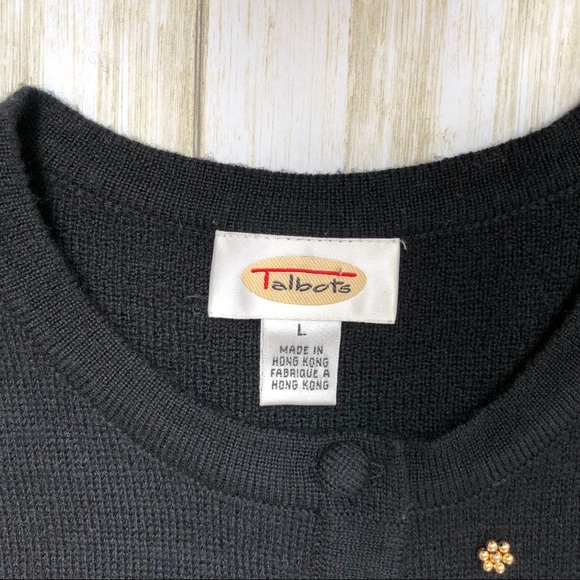 Talbots
L
MADE IN
HONG KONG
FABRIQUE A
HONG KONG